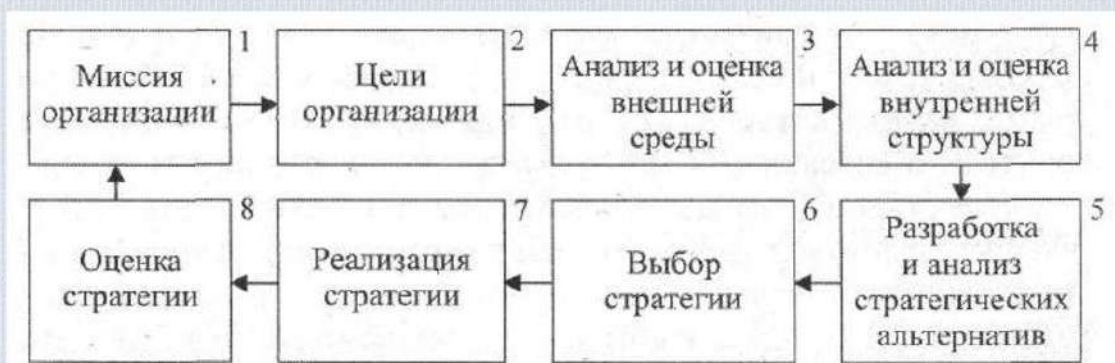 1
Миссия
организации
2
Цели
организации
3
Анализ и оценка
внешней
среды
4
Анализ и оценка
внутренней
структуры
5
Разработка
и анализ
стратегических
альтернатив
6
Выбор
стратегии
7
Реализация
стратегии
8
Оценка
стратегии